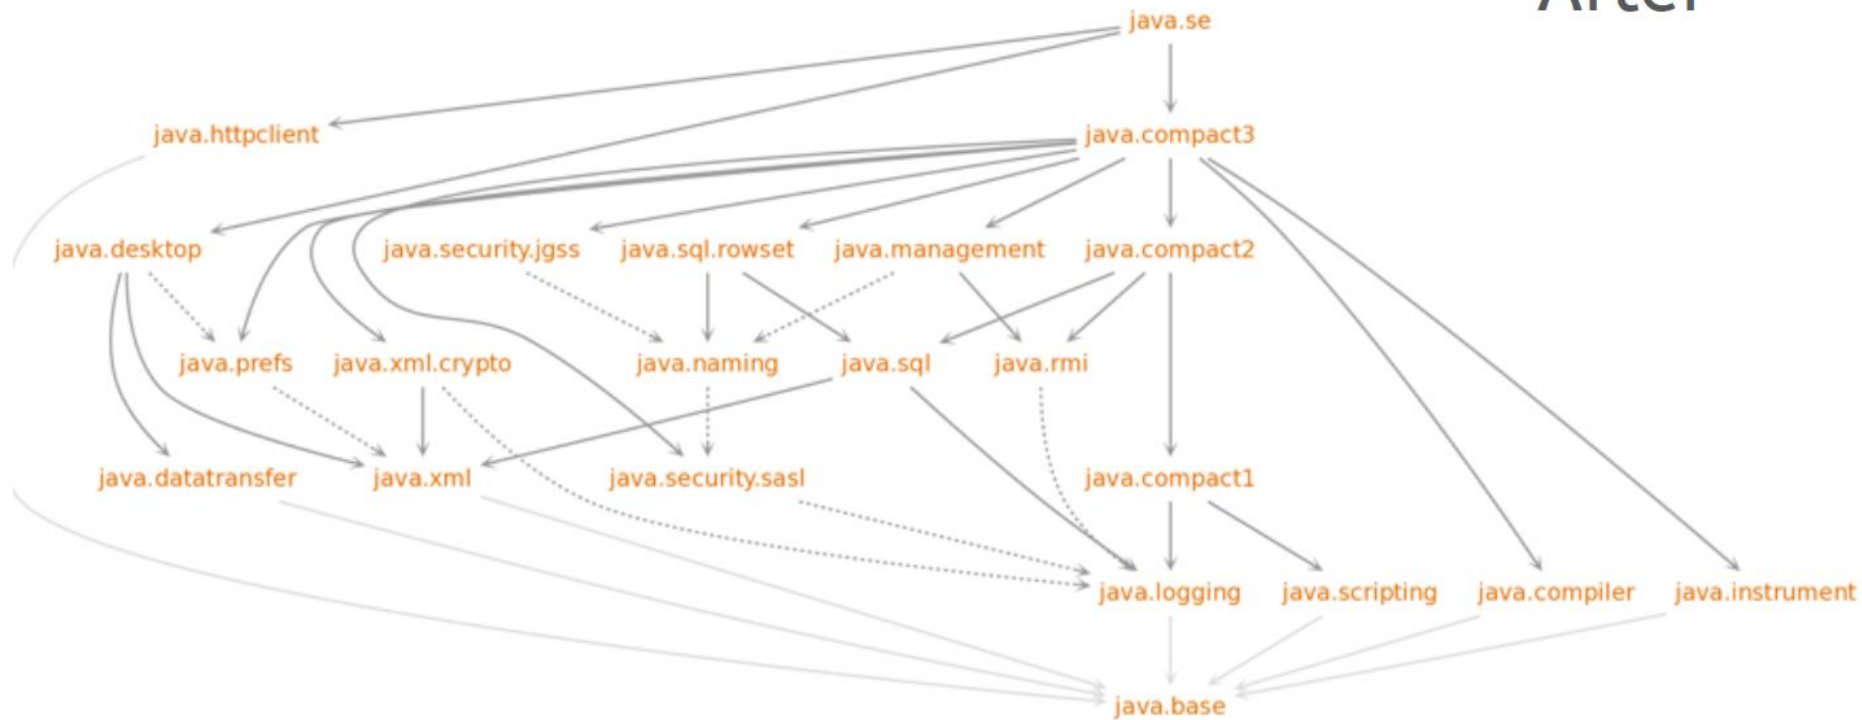 After
java.se
java.httpclient
java.compact3
java.desktop
java.security.jgss
java.sql.rowset
java.management
java.compact2
java.prefs
java.xml.crypto
java.naming
java.sql
java.rmi
java.datatransfer
java.xml
java.security.sasl
java.compact1
java.logging
java.scripting
java.compiler
java.instrument
java.base